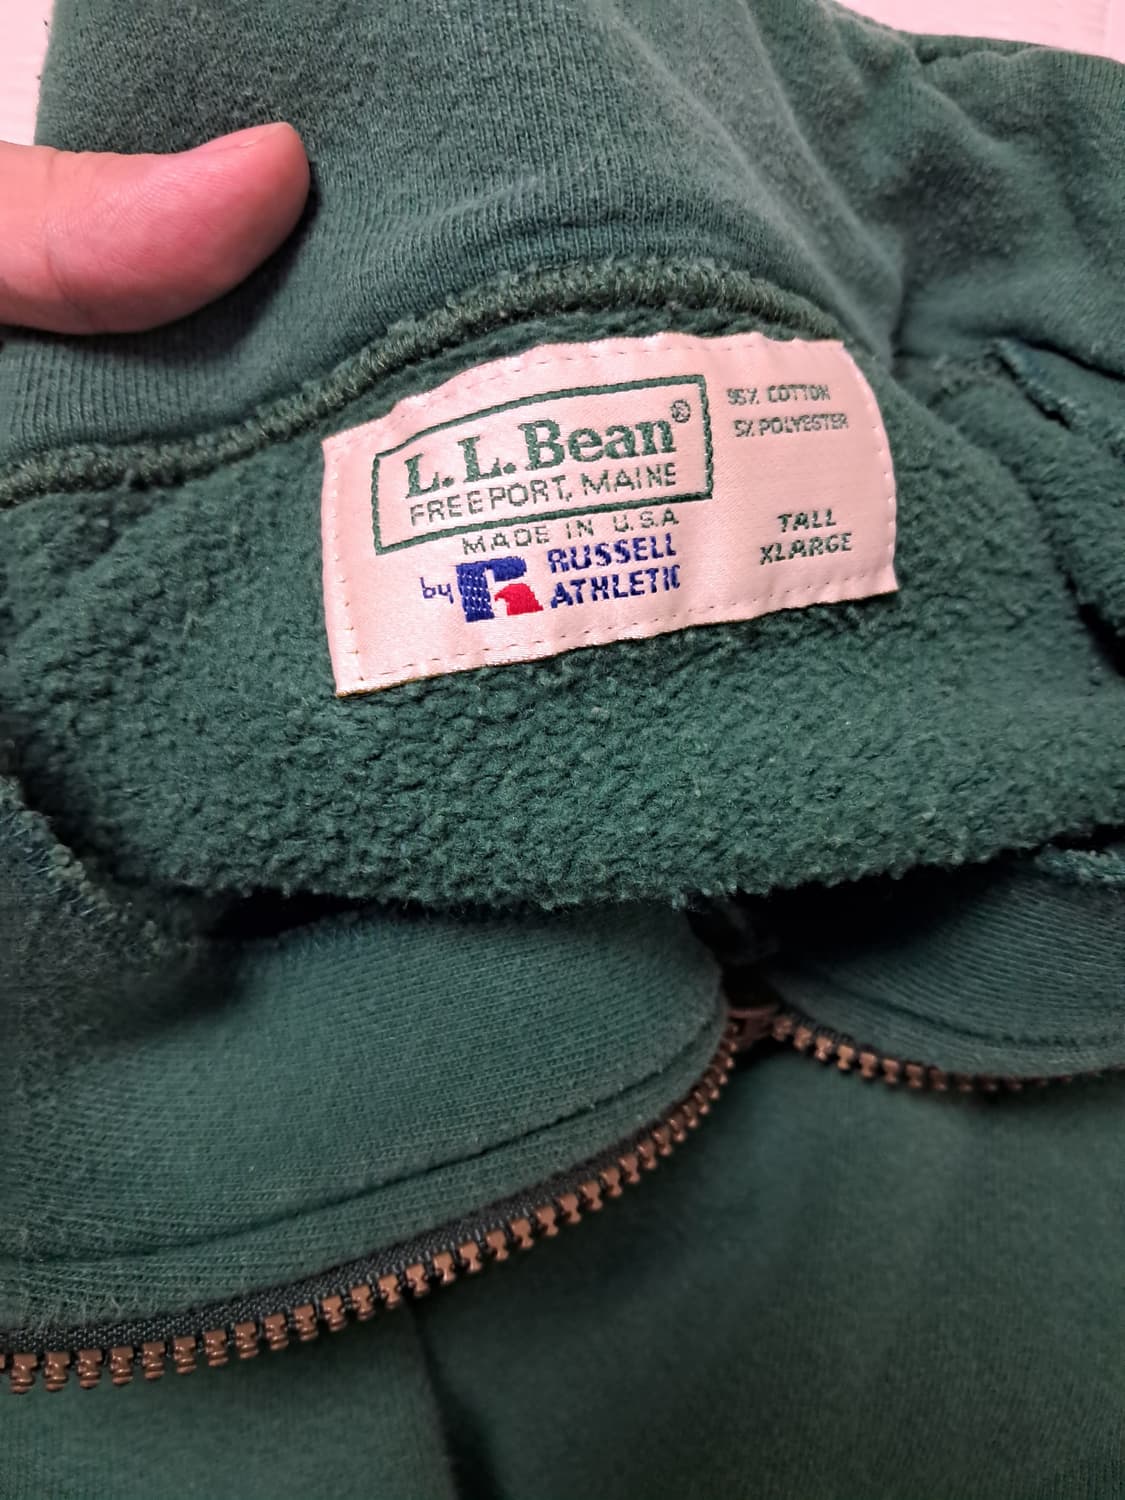 L.L.Bean®
FREEPORT, MAINE
MADE IN U.S.A
by RUSSELL
ATHLETIC
95% COTTON
5% POLYESTER
TALL
XLARGE